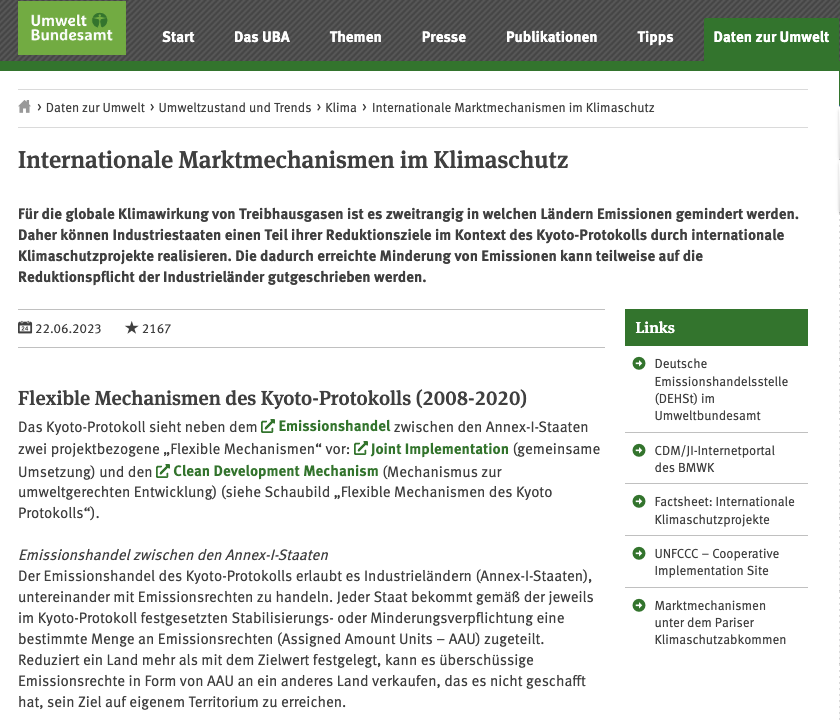 Umwelt
Bundesamt
Start Das UBA Themen Presse Publikationen Tipps Daten zur Umwelt
› Daten zur Umwelt › Umweltzustand und Trends › Klima › Internationale Marktmechanismen im Klimaschutz
Internationale Marktmechanismen im Klimaschutz
Für die globale Klimawirkung von Treibhausgasen ist es zweitrangig in welchen Ländern Emissionen gemindert werden.
Daher können Industriestaaten einen Teil ihrer Reduktionsziele im Kontext des Kyoto-Protokolls durch internationale
Klimaschutzprojekte realisieren. Die dadurch erreichte Minderung von Emissionen kann teilweise auf die
Reduktionspflicht der Industrieländer gutgeschrieben werden.
22.06.2023 2167
Flexible Mechanismen des Kyoto-Protokolls (2008-2020)
Das Kyoto-Protokoll sieht neben dem Emissionshandel zwischen den Annex-I-Staaten
zwei projektbezogene „Flexible Mechanismen“ vor: Joint Implementation (gemeinsame
Umsetzung) und den Clean Development Mechanism (Mechanismus zur
umweltgerechten Entwicklung) (siehe Schaubild „Flexible Mechanismen des Kyoto
Protokolls“).
Emissionshandel zwischen den Annex-I-Staaten
Der Emissionshandel des Kyoto-Protokolls erlaubt es Industrieländern (Annex-I-Staaten),
untereinander mit Emissionsrechten zu handeln. Jeder Staat bekommt gemäß der jeweils
im Kyoto-Protokoll festgesetzten Stabilisierungs- oder Minderungsverpflichtung eine
bestimmte Menge an Emissionsrechten (Assigned Amount Units – AAU) zugeteilt.
Reduziert ein Land mehr als mit dem Zielwert festgelegt, kann es überschüssige
Emissionsrechte in Form von AAU an ein anderes Land verkaufen, das es nicht geschafft
hat, sein Ziel auf eigenem Territorium zu erreichen.
Links
Deutsche
Emissionshandelsstelle
(DEHSt) im
Umweltbundesamt
CDM/JI-Internetportal
des BMWK
Factsheet: Internationale
Klimaschutzprojekte
UNFCCC – Cooperative
Implementation Site
Marktmechanismen
unter dem Pariser
Klimaschutzabkommen